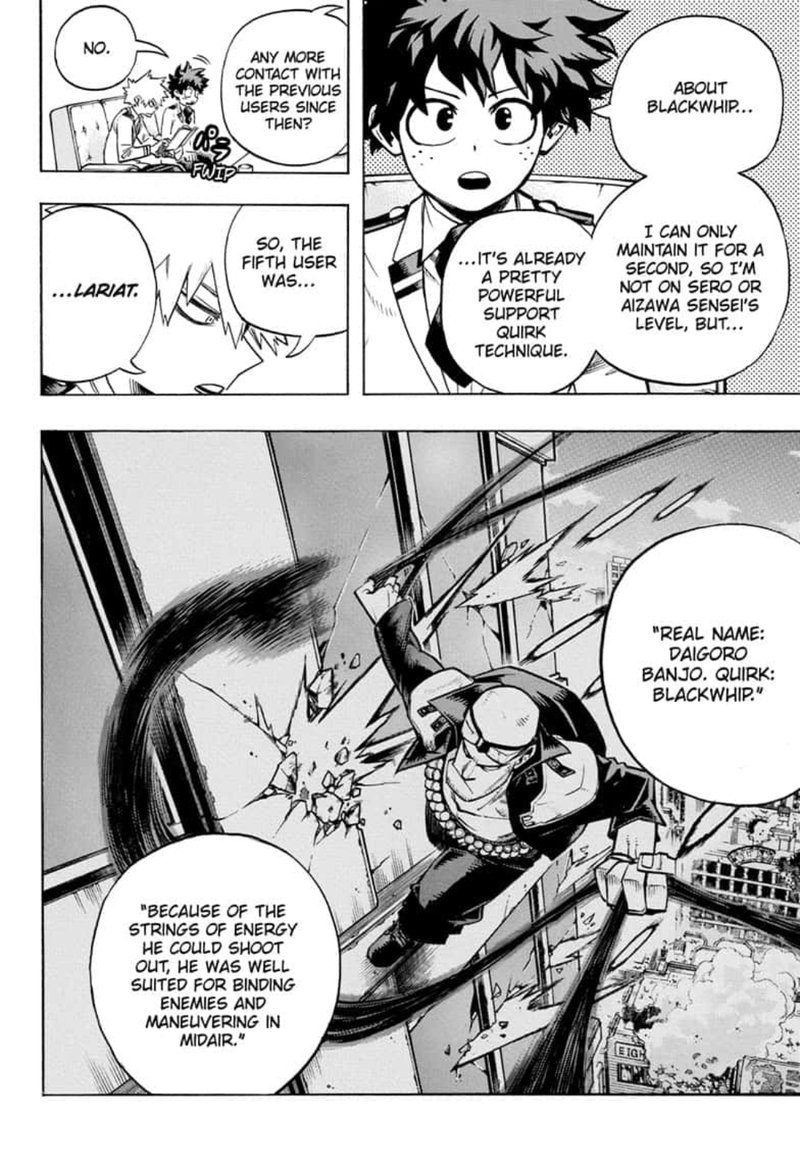 ABOUT
BLACKWHIP...
I CAN ONLY
MAINTAIN IT FOR A
SECOND, SO I'M
NOT ON SERO OR
AIZAWA SENSEI'S
LEVEL, BUT...
...IT'S ALREADY
A PRETTY
POWERFUL
SUPPORT
QUIRK
TECHNIQUE.
ANY MORE
CONTACT WITH
THE PREVIOUS
USERS SINCE
THEN?
NO.
パラ
FWIP
SO, THE
FIFTH USER
WAS...
...LARIAT.
"REAL NAME:
DAIGORO
BANJO. QUIRK:
BLACKWHIP."
"BECAUSE OF THE
STRINGS OF ENERGY
HE COULD SHOOT
OUT, HE WAS WELL
SUITED FOR BINDING
ENEMIES AND
MANEUVERING IN
MIDAIR."
EIGH